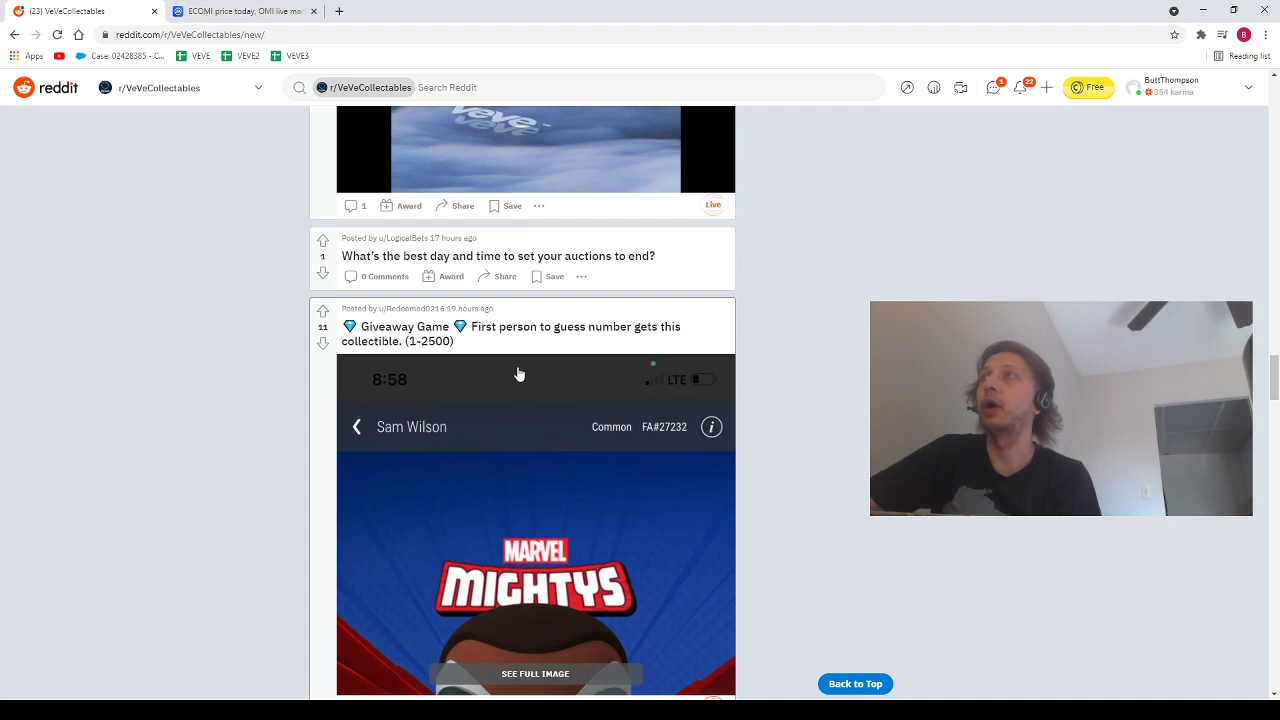 (23) VeVeCollectables
ECOMI price today, OMI live ma
reddit.com/r/VeVeCollectables/new/
B
Apps
Case: 02428385 - C...
VEVE
VEVE2
VEVE3
Reading list
reddit
r/VeVeCollectables
r/VeVeCollectables
Search Reddit
1
22
Free
ButtThompson
354 karma
veve
1
Award
Share
Save
Live
Posted by u/LogicalBets 17 hours ago
1
What's the best day and time to set your auctions to end?
0 Comments
Award
Share
Save
Posted by u/Redeemed0216 19 hours ago
11
💎 Giveaway Game 💎 First person to guess number gets this
collectible. (1-2500)
8:58
LTE
Sam Wilson
Common
FA#27232
i
MARVEL
MIGHTYS
SEE FULL IMAGE
Back to Top